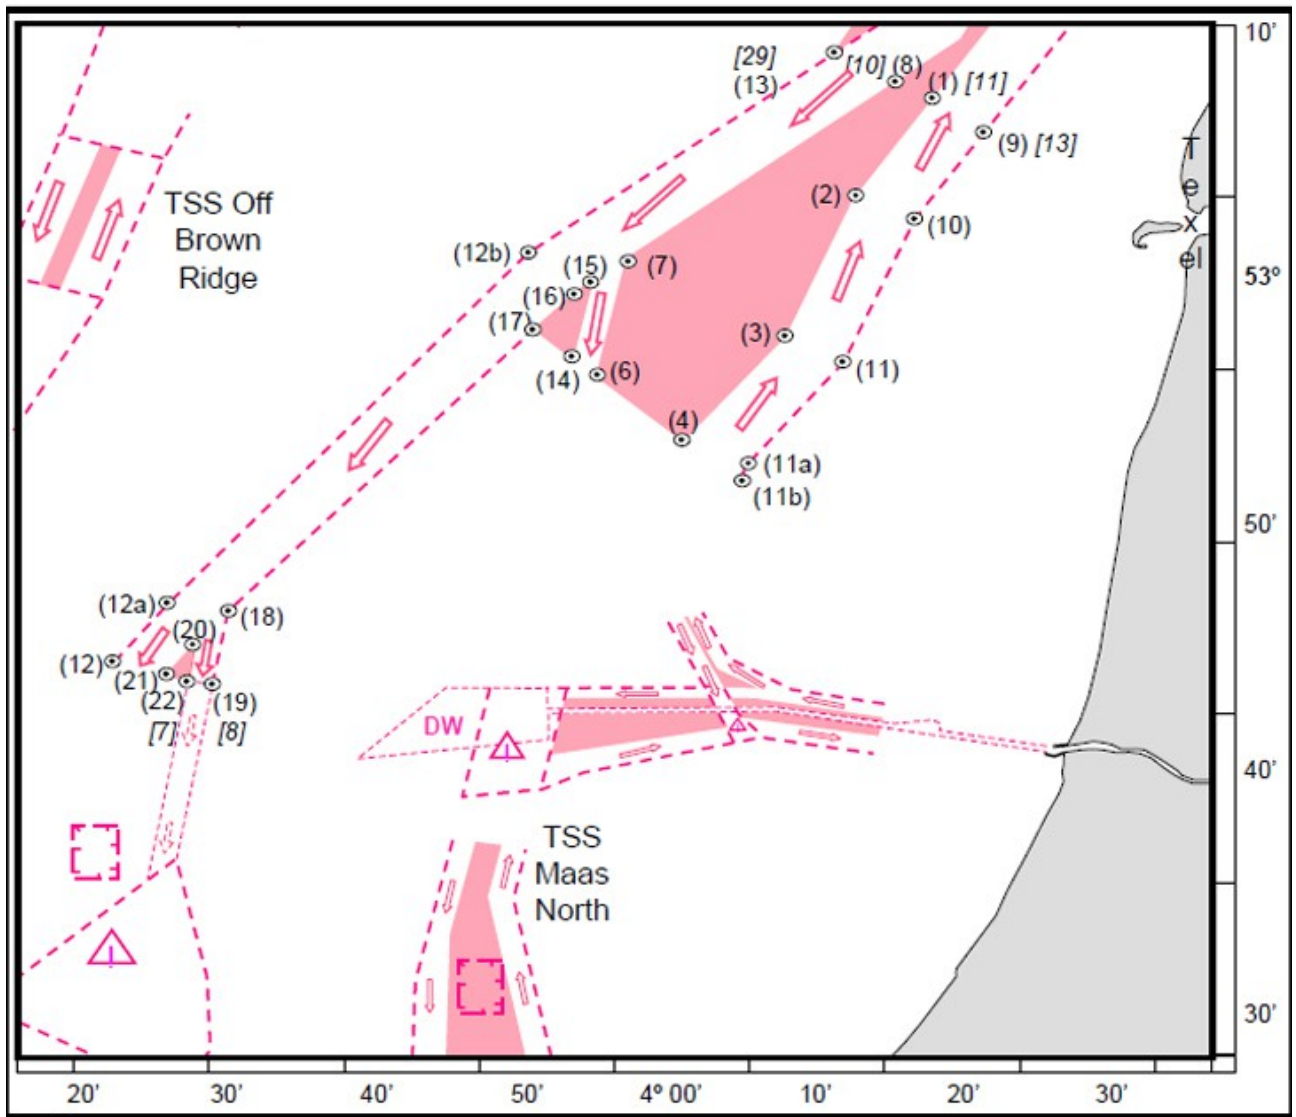 10'
[29]
[10] (8)
(13)
(1) [11]
(9) [13]
T
e
x
el
TSS Off
Brown
Ridge
(2)
(10)
(12b)
(15)
(7)
(16)
53°
(17)
(3)
(14)
(6)
(11)
(4)
(11a)
(11b)
50'
(12a)
(18)
(20)
(12)
(21)
(22)
(19)
[7]
[8]
DW
40'
TSS
Maas
North
30'
20'
30'
40'
50'
4° 00'
10'
20'
30'